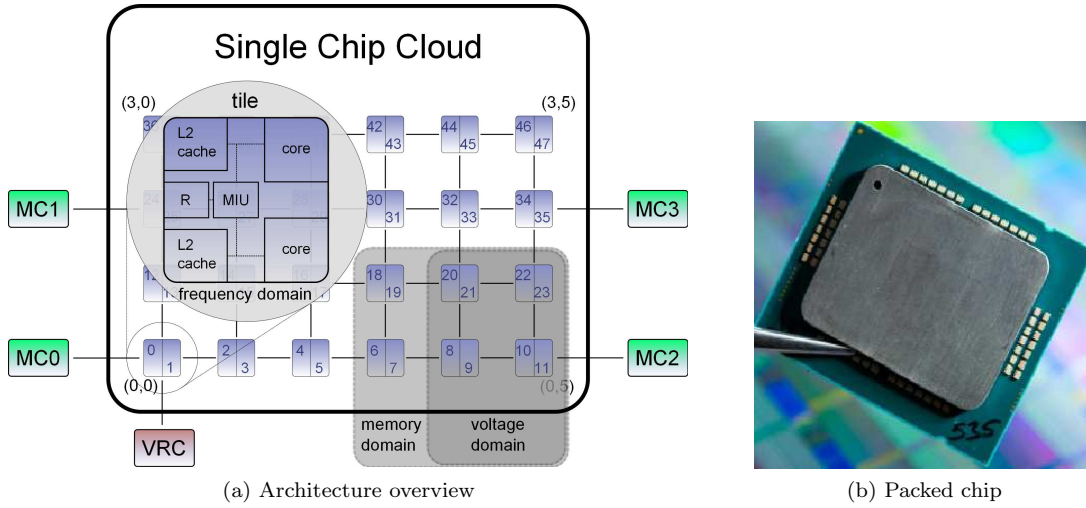 Single Chip Cloud
(3,0)
tile
(3,5)
L2
cache
core
42
43
44
45
46
47
MC1
R
MIU
30
31
32
33
34
35
MC3
L2
cache
core
18
19
20
21
22
23
frequency domain
MC0
0
1
2
3
4
5
6
7
8
9
10
11
MC2
(0,0)
(0,5)
VRC
memory
domain
voltage
domain
535
(a) Architecture overview
(b) Packed chip